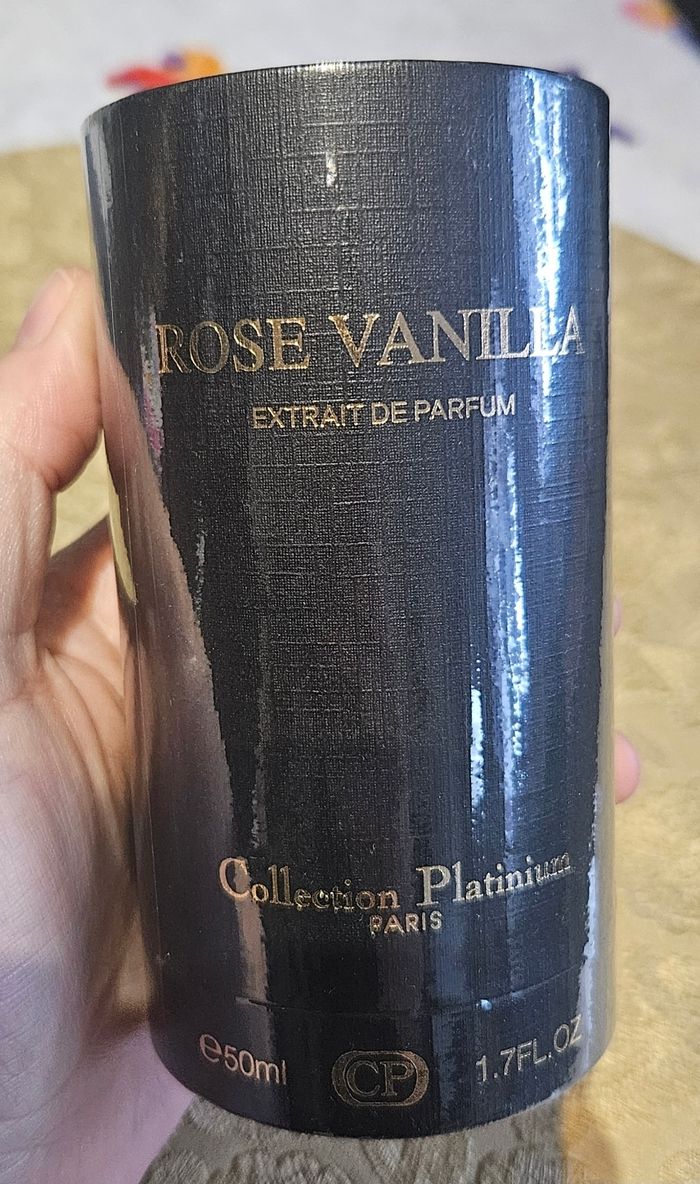 ROSE VANILLA
EXTRAIT DE PARFUM
Collection Platinium
PARIS
℮50ml CP 1.7FL.OZ